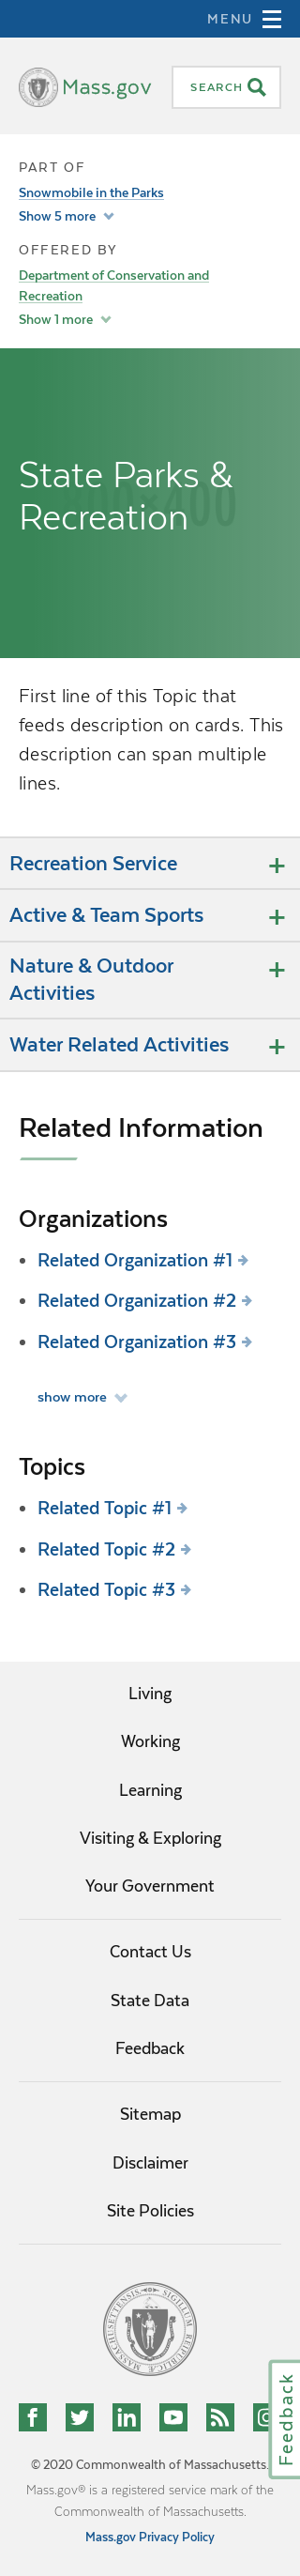 MENU
Mass.gov
SEARCH
PART OF
Snowmobile in the Parks
Show 5 more
OFFERED BY
Department of Conservation and
Recreation
Show 1 more
State Parks &
Recreation
First line of this Topic that
feeds description on cards. This
description can span multiple
lines.
Recreation Service
Active & Team Sports
Nature & Outdoor
Activities
Water Related Activities
Related Information
Organizations
Related Organization #1
Related Organization #2
Related Organization #3
show more
Topics
Related Topic #1
Related Topic #2
Related Topic #3
Living
Working
Learning
Visiting & Exploring
Your Government
Contact Us
State Data
Feedback
Sitemap
Disclaimer
Site Policies
Feedback
© 2020 Commonwealth of Massachusetts.
Mass.gov® is a registered service mark of the
Commonwealth of Massachusetts.
Mass.gov Privacy Policy